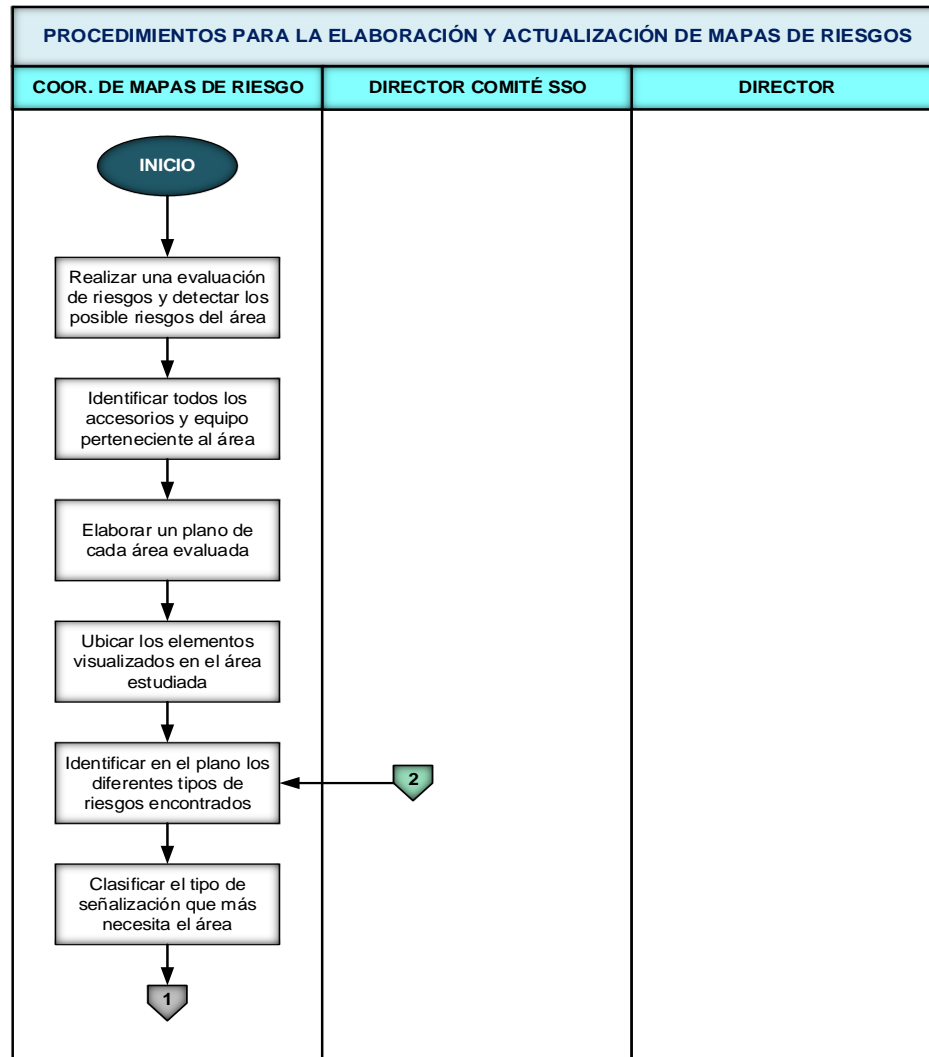 PROCEDIMIENTOS PARA LA ELABORACIÓN Y ACTUALIZACIÓN DE MAPAS DE RIESGOS
COOR. DE MAPAS DE RIESGO
DIRECTOR COMITÉ SSO
DIRECTOR
INICIO
Realizar una evaluación
de riesgos y detectar los
posible riesgos del área
Identificar todos los
accesorios y equipo
perteneciente al área
Elaborar un plano de
cada área evaluada
Ubicar los elementos
visualizados en el área
estudiada
Identificar en el plano los
diferentes tipos de
riesgos encontrados
2
Clasificar el tipo de
señalización que más
necesita el área
1